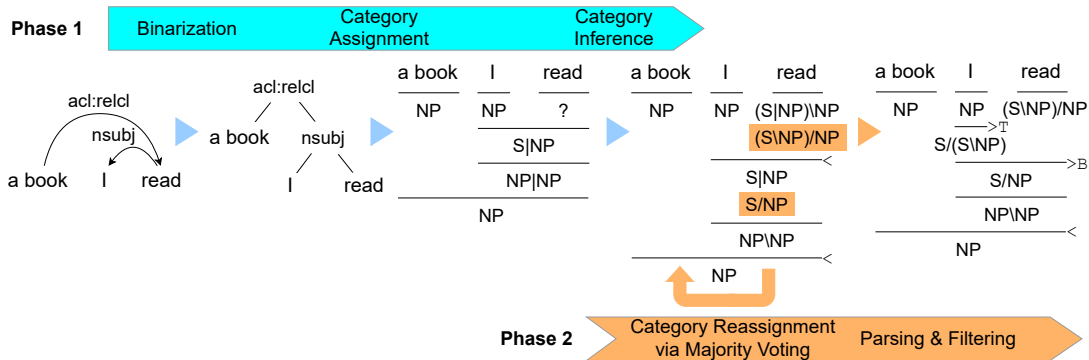 Phase 1
Binarization
Category
Assignment
Category
Inference
acl:relcl
nsubj
a book I read
acl:relcl
a book nsubj
I read
a book I read
NP NP ?
S|NP
NP|NP
NP
a book I read
NP NP (S|NP)\NP
(S\NP)/NP
<
S|NP
S/NP
NP\NP
<
NP
a book I read
NP NP (S\NP)/NP
>T
S/(S\NP)
>B
S/NP
NP\NP
<
NP
Phase 2
Category Reassignment
via Majority Voting
Parsing & Filtering